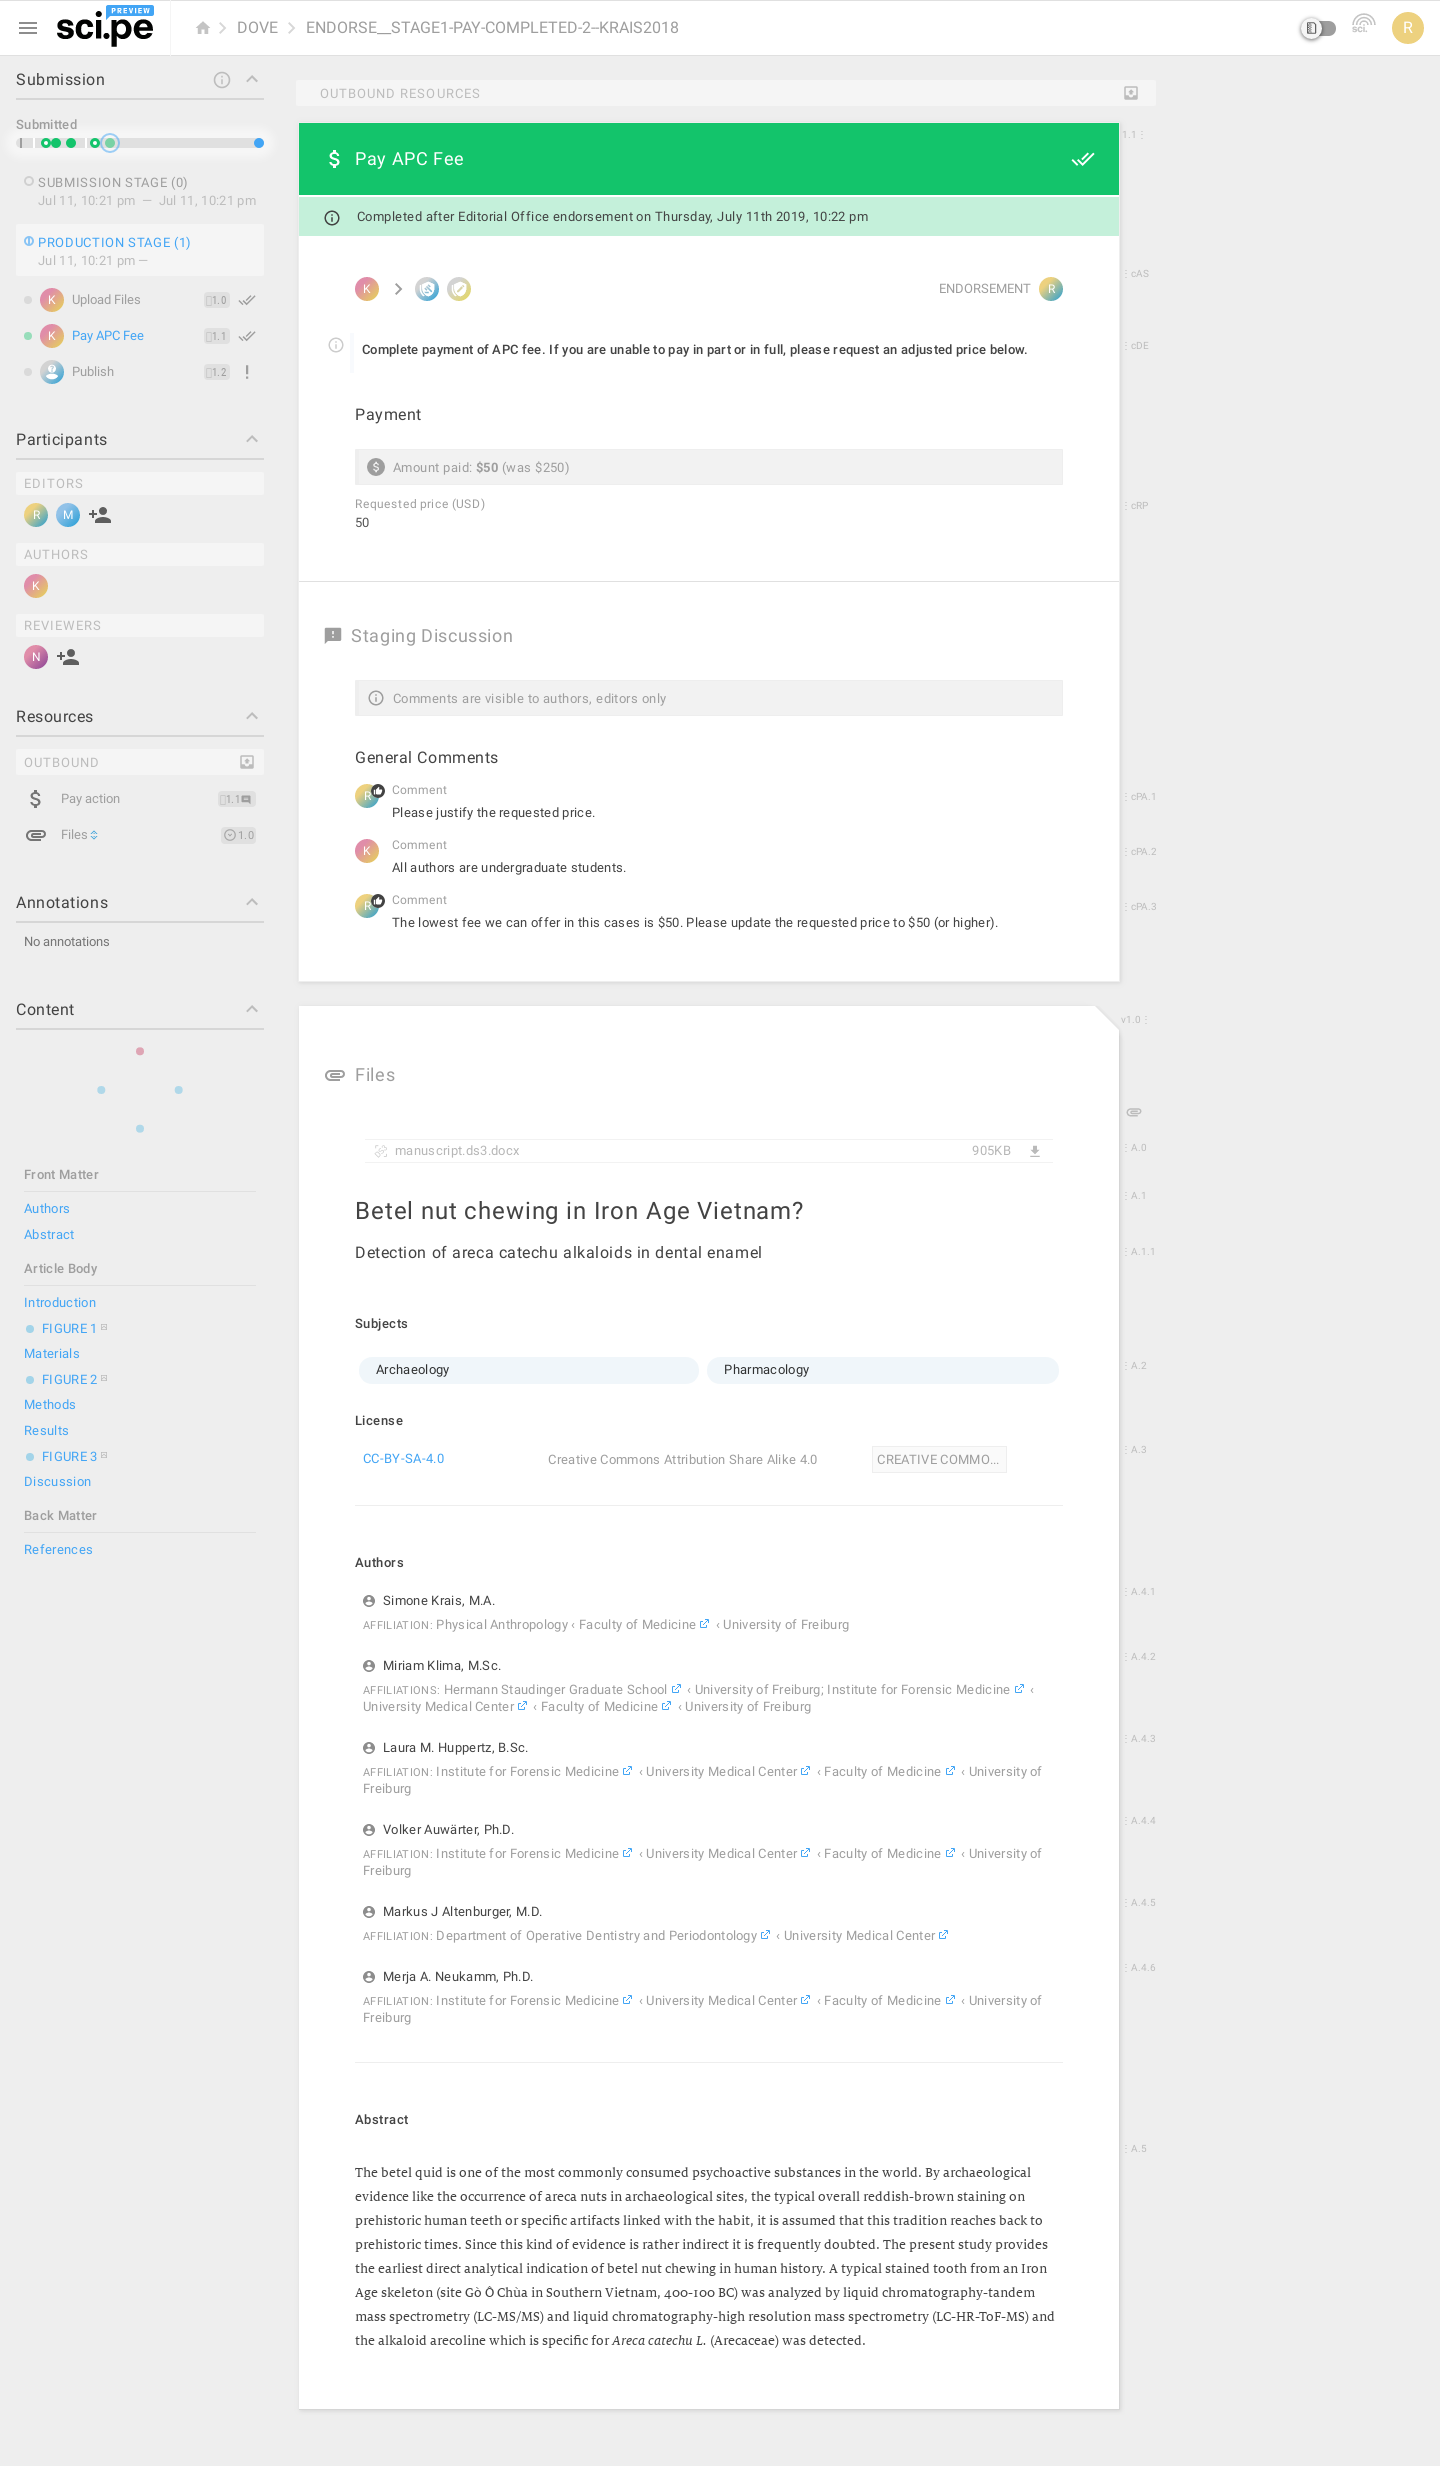 sci.pe PREVIEW DOVE ENDORSE__STAGE1-PAY-COMPLETED-2--KRAIS2018 sci. R
Submission
Submitted
SUBMISSION STAGE (0)
Jul 11, 10:21 pm — Jul 11, 10:21 pm
PRODUCTION STAGE (1)
Jul 11, 10:21 pm —
K Upload Files 1.0
K Pay APC Fee 1.1
Publish 1.2
Participants
EDITORS
R M
AUTHORS
K
REVIEWERS
N
Resources
OUTBOUND
Pay action 1.1
Files 1.0
Annotations
No annotations
Content
Front Matter
Authors
Abstract
Article Body
Introduction
FIGURE 1
Materials
FIGURE 2
Methods
Results
FIGURE 3
Discussion
Back Matter
References
OUTBOUND RESOURCES
1.1
Pay APC Fee
Completed after Editorial Office endorsement on Thursday, July 11th 2019, 10:22 pm
cAS
K ENDORSEMENT R
cDE
Complete payment of APC fee. If you are unable to pay in part or in full, please request an adjusted price below.
Payment
Amount paid: $50 (was $250)
Requested price (USD)
cRP
50
Staging Discussion
Comments are visible to authors, editors only
General Comments
R Comment
cPA.1
Please justify the requested price.
K Comment
cPA.2
All authors are undergraduate students.
R Comment
cPA.3
The lowest fee we can offer in this cases is $50. Please update the requested price to $50 (or higher).
v1.0
Files
manuscript.ds3.docx 905KB
A.0
Betel nut chewing in Iron Age Vietnam?
A.1
Detection of areca catechu alkaloids in dental enamel
A.1.1
Subjects
Archaeology Pharmacology
A.2
License
CC-BY-SA-4.0 Creative Commons Attribution Share Alike 4.0 CREATIVE COMMO...
A.3
Authors
Simone Krais, M.A.
A.4.1
AFFILIATION: Physical Anthropology ‹ Faculty of Medicine ‹ University of Freiburg
Miriam Klima, M.Sc.
A.4.2
AFFILIATIONS: Hermann Staudinger Graduate School ‹ University of Freiburg; Institute for Forensic Medicine ‹
University Medical Center ‹ Faculty of Medicine ‹ University of Freiburg
Laura M. Huppertz, B.Sc.
A.4.3
AFFILIATION: Institute for Forensic Medicine ‹ University Medical Center ‹ Faculty of Medicine ‹ University of
Freiburg
Volker Auwärter, Ph.D.
A.4.4
AFFILIATION: Institute for Forensic Medicine ‹ University Medical Center ‹ Faculty of Medicine ‹ University of
Freiburg
Markus J Altenburger, M.D.
A.4.5
AFFILIATION: Department of Operative Dentistry and Periodontology ‹ University Medical Center
Merja A. Neukamm, Ph.D.
A.4.6
AFFILIATION: Institute for Forensic Medicine ‹ University Medical Center ‹ Faculty of Medicine ‹ University of
Freiburg
Abstract
A.5
The betel quid is one of the most commonly consumed psychoactive substances in the world. By archaeological
evidence like the occurrence of areca nuts in archaeological sites, the typical overall reddish-brown staining on
prehistoric human teeth or specific artifacts linked with the habit, it is assumed that this tradition reaches back to
prehistoric times. Since this kind of evidence is rather indirect it is frequently doubted. The present study provides
the earliest direct analytical indication of betel nut chewing in human history. A typical stained tooth from an Iron
Age skeleton (site Gò Ô Chùa in Southern Vietnam, 400-100 BC) was analyzed by liquid chromatography-tandem
mass spectrometry (LC-MS/MS) and liquid chromatography-high resolution mass spectrometry (LC-HR-ToF-MS) and
the alkaloid arecoline which is specific for Areca catechu L. (Arecaceae) was detected.